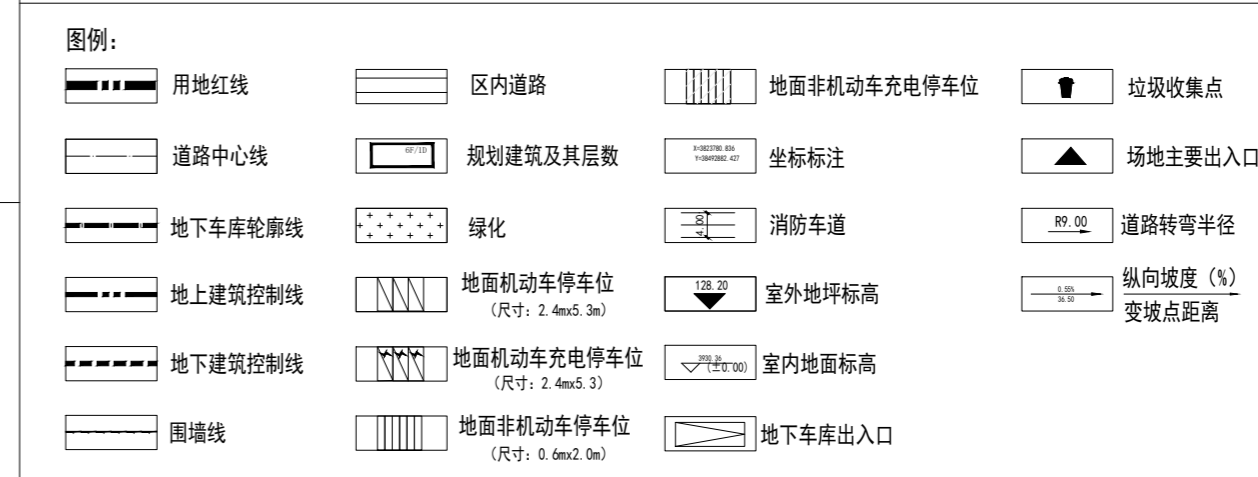 图例：
用地红线
道路中心线
地下车库轮廓线
地上建筑控制线
地下建筑控制线
围墙线
区内道路
6F/1D
规划建筑及其层数
绿化
地面机动车停车位
（尺寸：2.4mx5.3m）
地面机动车充电停车位
（尺寸：2.4mx5.3）
地面非机动车停车位
（尺寸：0.6mx2.0m）
地面非机动车充电停车位
X=3823780.836
Y=38492882.427
坐标标注
4.00
消防车道
128.20
室外地坪标高
3930.36
(±0.00)
室内地面标高
地下车库出入口
垃圾收集点
场地主要出入口
R9.00
道路转弯半径
0.55%
36.50
纵向坡度（%）
变坡点距离